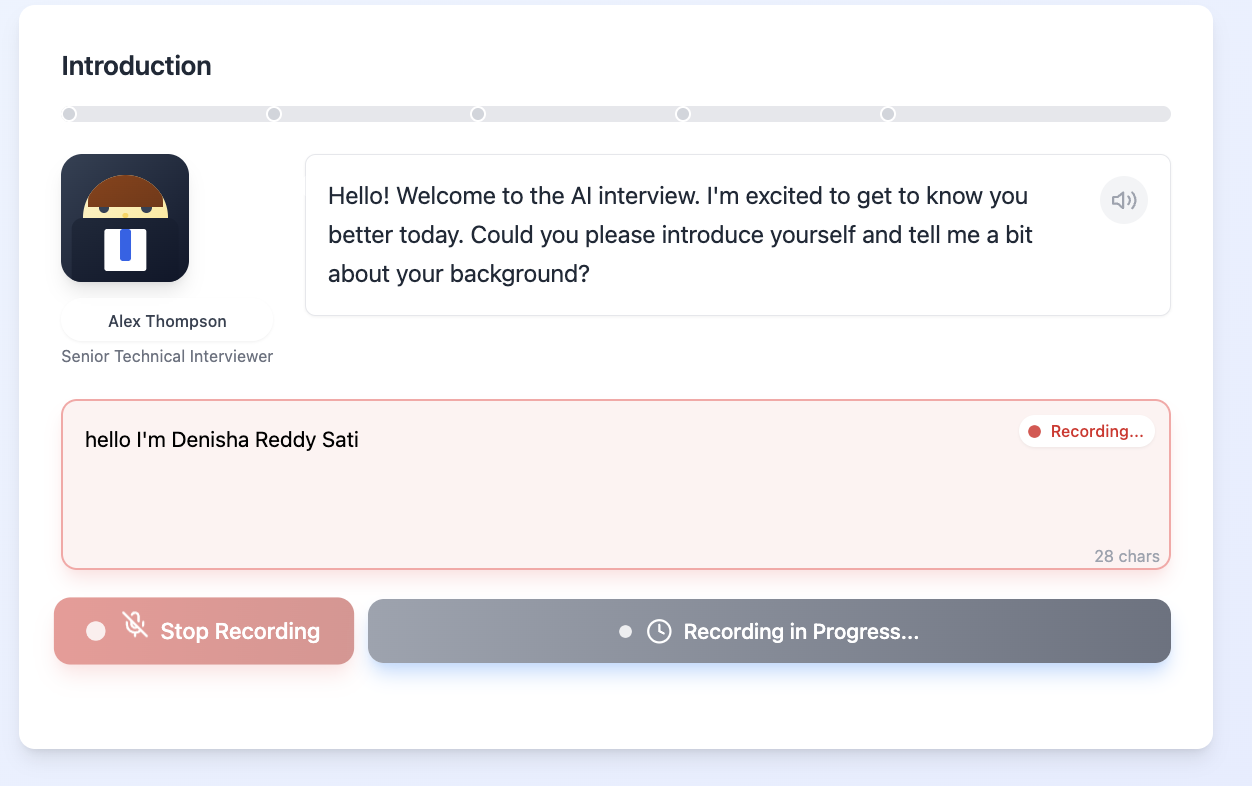 Introduction
Hello! Welcome to the AI interview. I'm excited to get to know you
better today. Could you please introduce yourself and tell me a bit
about your background?
Alex Thompson
Senior Technical Interviewer
hello I'm Denisha Reddy Sati
Recording...
28 chars
Stop Recording
Recording in Progress...